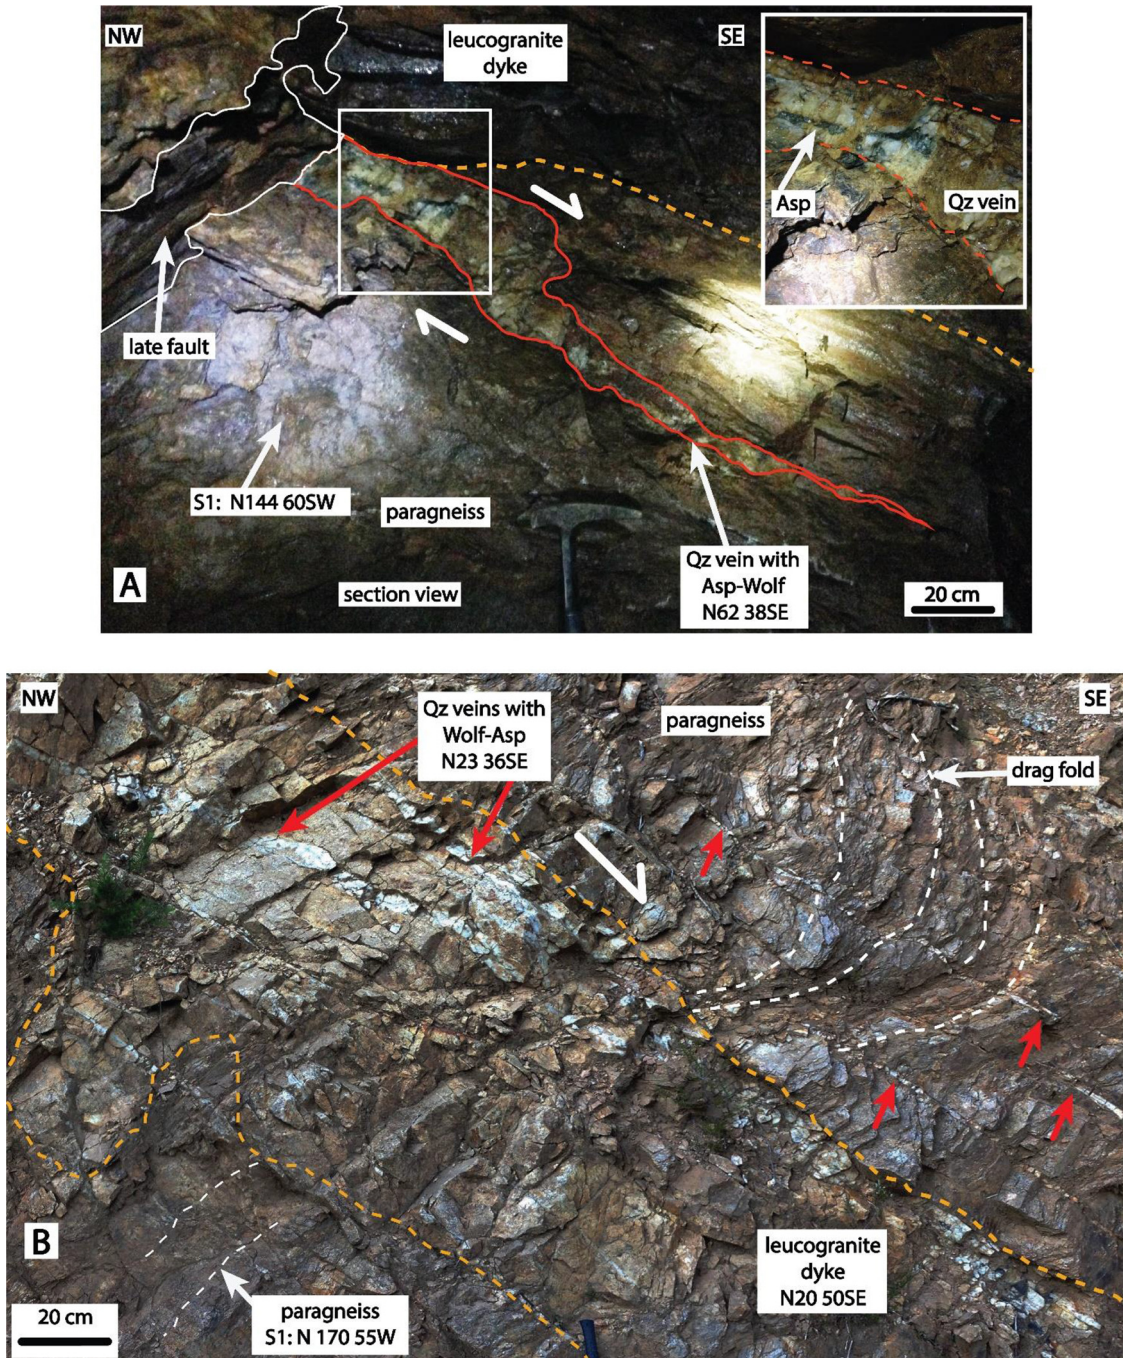 NW
leucogranite
dyke
SE
Asp
Qz vein
late fault
S1: N144 60SW
paragneiss
Qz vein with
Asp-Wolf
N62 38SE
A
section view
20 cm
NW
Qz veins with
Wolf-Asp
N23 36SE
paragneiss
SE
drag fold
B
leucogranite
dyke
N20 50SE
20 cm
paragneiss
S1: N 170 55W